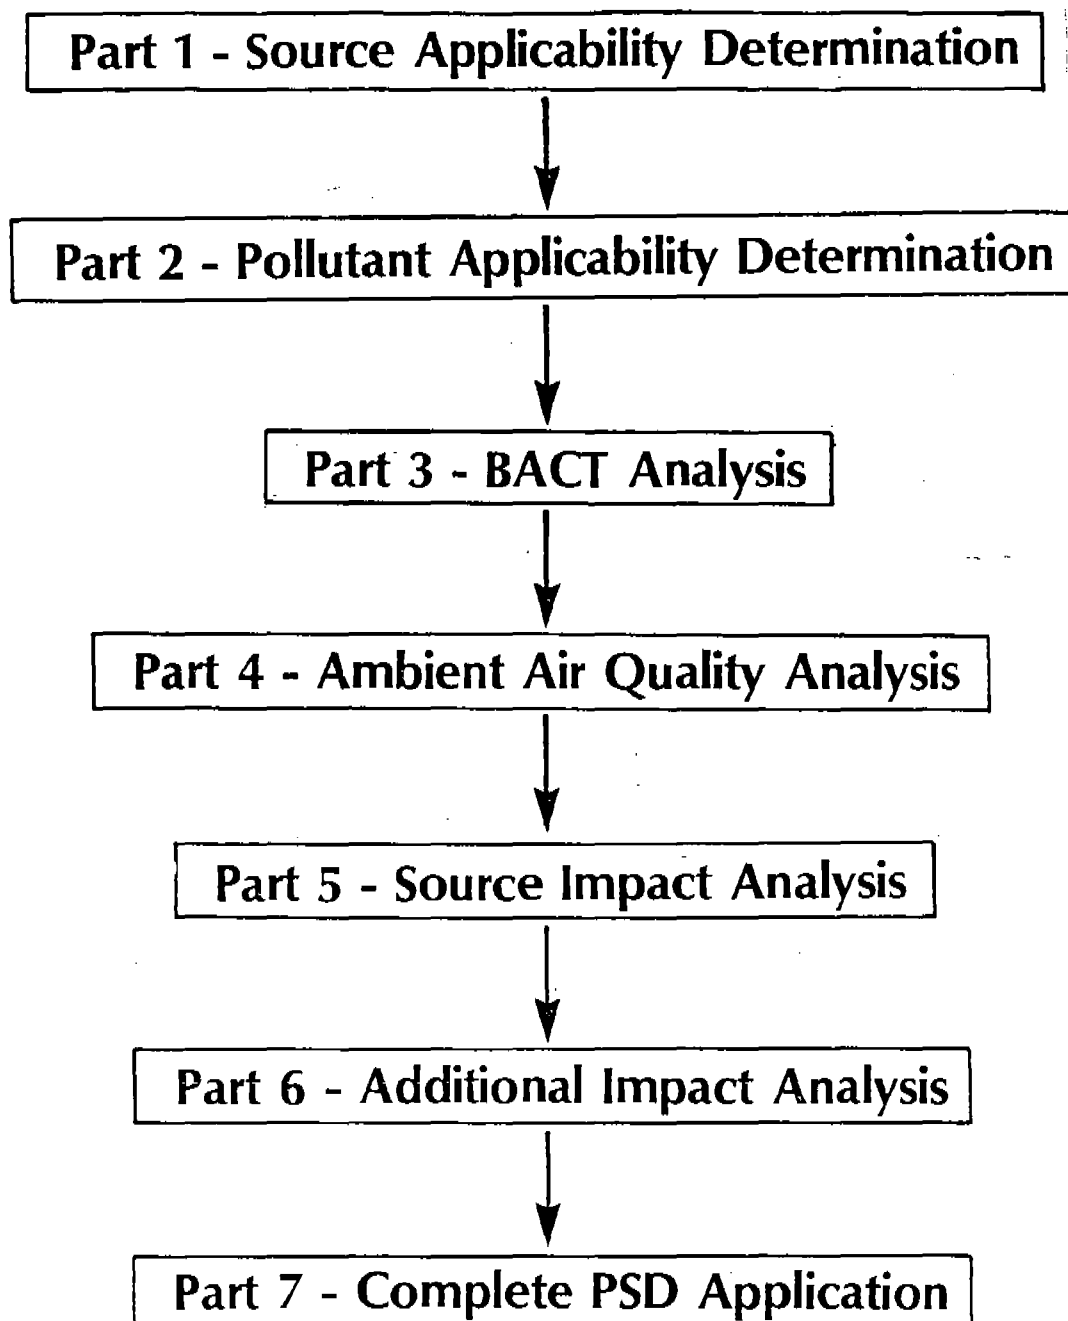 Part 1 - Source Applicability Determination
Part 2 - Pollutant Applicability Determination
Part 3 - BACT Analysis
Part 4 - Ambient Air Quality Analysis
Part 5 - Source Impact Analysis
Part 6 - Additional Impact Analysis
Part 7 - Complete PSD Application